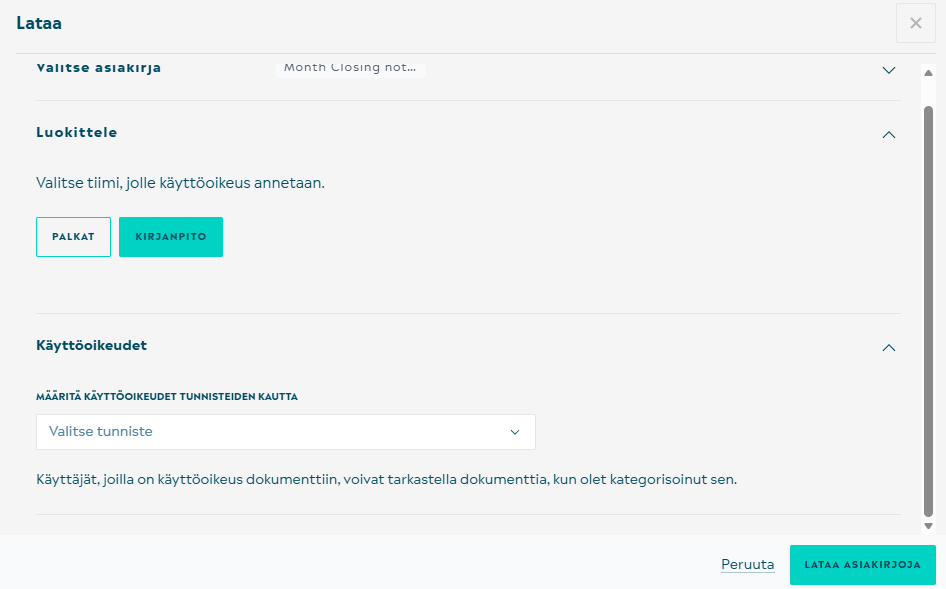 Lataa
Valitse asiakirja
Month Closing not...
Luokittele
Valitse tiimi, jolle käyttöoikeus annetaan.
PALKAT
KIRJANPITO
Käyttöoikeudet
MÄÄRITÄ KÄYTTÖOIKEUDET TUNNISTEIDEN KAUTTA
Valitse tunniste
Käyttäjät, joilla on käyttöoikeus dokumenttiin, voivat tarkastella dokumenttia, kun olet kategorisoinut sen.
Peruuta
LATAA ASIAKIRJOJA